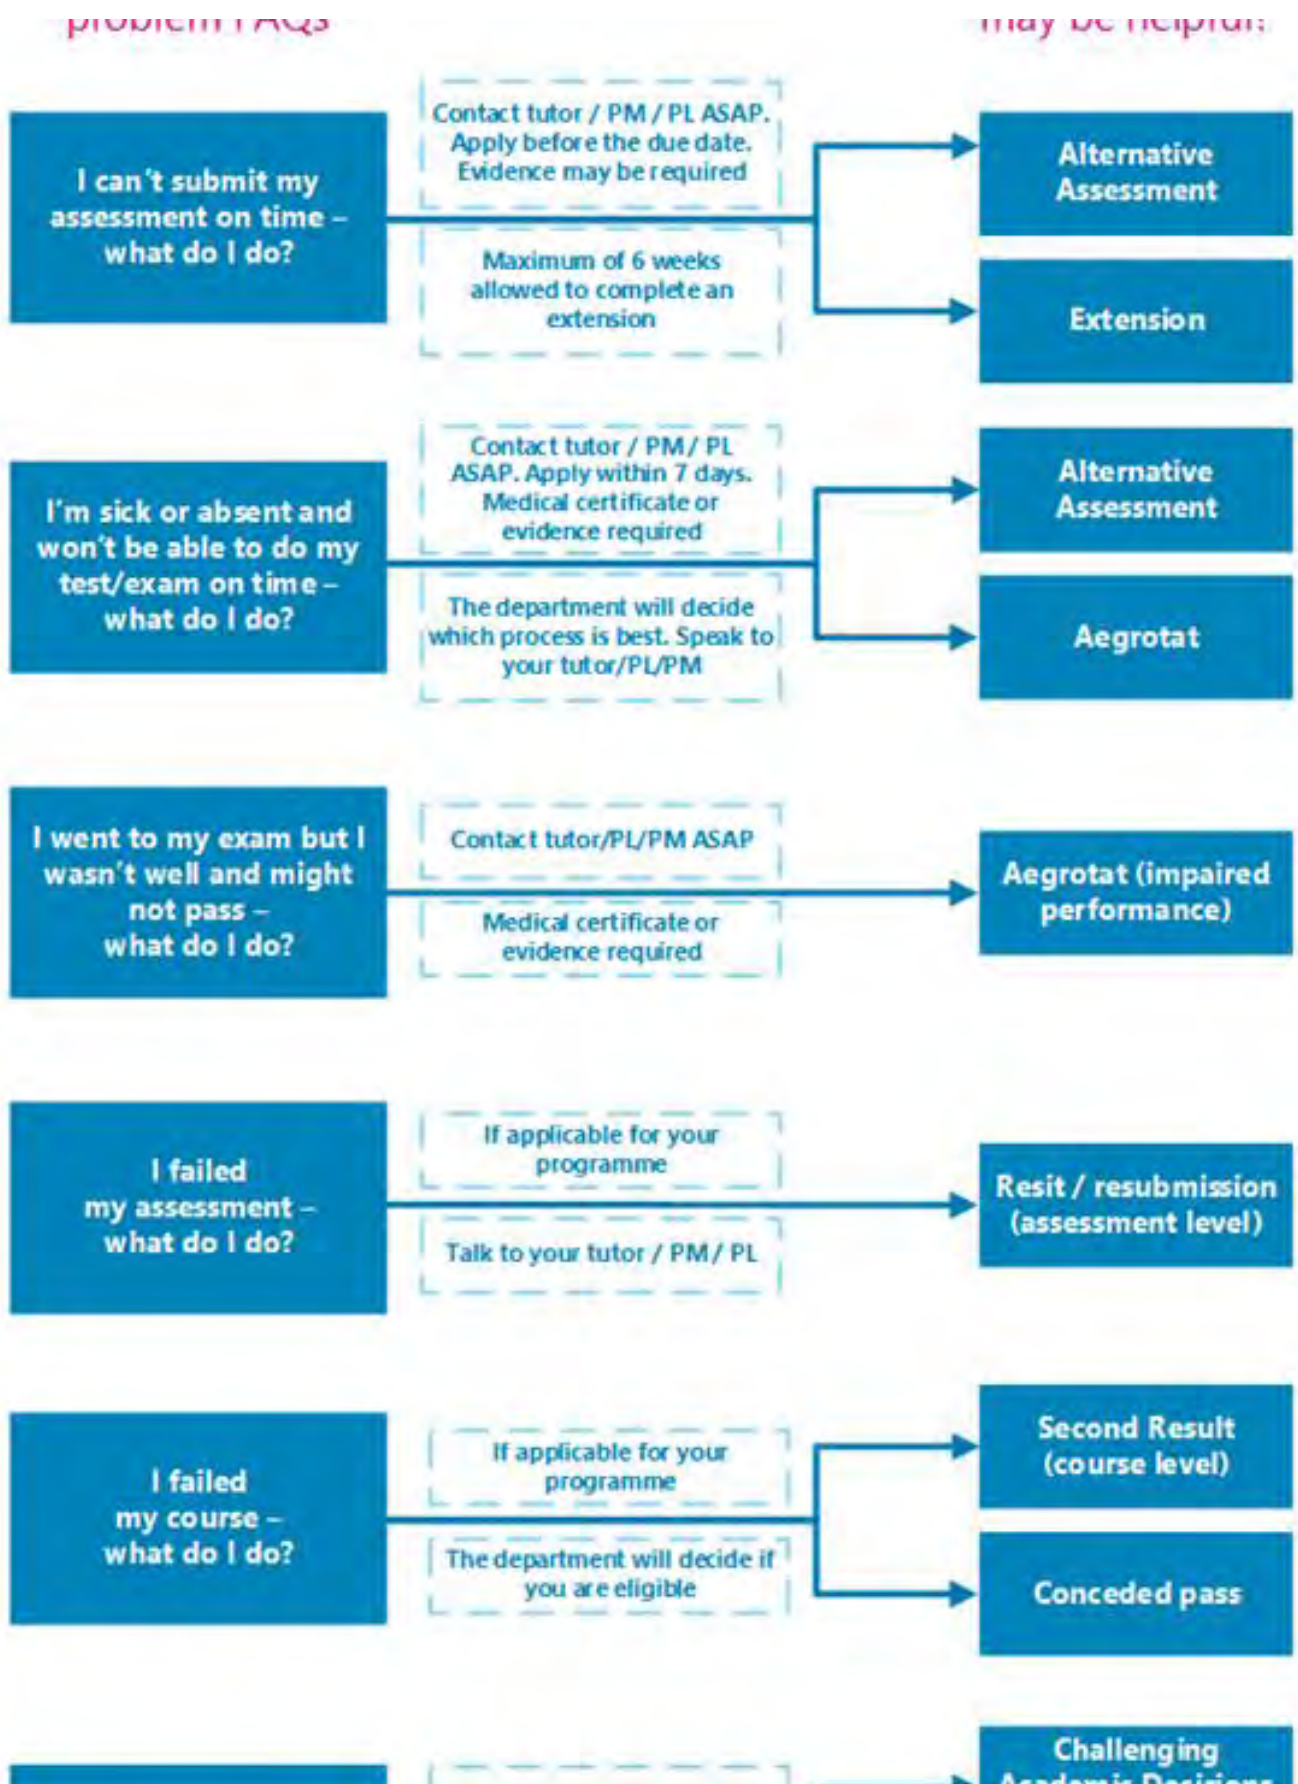 problem FAQs
may be helpful?
I can't submit my
assessment on time –
what do I do?
Contact tutor / PM / PL ASAP.
Apply before the due date.
Evidence may be required
Maximum of 6 weeks
allowed to complete an
extension
Alternative
Assessment
Extension
I'm sick or absent and
won't be able to do my
test/exam on time –
what do I do?
Contact tutor / PM / PL
ASAP. Apply within 7 days.
Medical certificate or
evidence required
The department will decide
which process is best. Speak to
your tutor/PL/PM
Alternative
Assessment
Aegrotat
I went to my exam but I
wasn't well and might
not pass –
what do I do?
Contact tutor/PL/PM ASAP
Medical certificate or
evidence required
Aegrotat (impaired
performance)
I failed
my assessment –
what do I do?
If applicable for your
programme
Talk to your tutor / PM / PL
Resit / resubmission
(assessment level)
I failed
my course –
what do I do?
If applicable for your
programme
The department will decide if
you are eligible
Second Result
(course level)
Conceded pass
Challenging
Academic Decisions